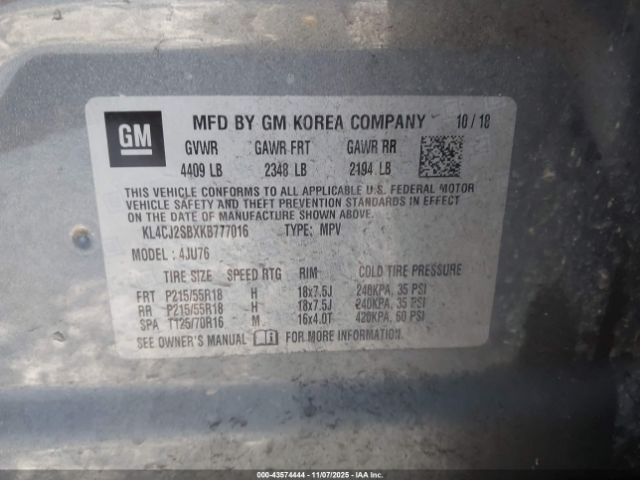 GM
MFD BY GM KOREA COMPANY 10/18
GVWR GAWR FRT GAWR RR
4409 LB 2348 LB 2194 LB
THIS VEHICLE CONFORMS TO ALL APPLICABLE U.S. FEDERAL MOTOR
VEHICLE SAFETY AND THEFT PREVENTION STANDARDS IN EFFECT
ON THE DATE OF MANUFACTURE SHOWN ABOVE.
KL4CJ2SBXKB777016 TYPE: MPV
MODEL: 4JU76
TIRE SIZE SPEED RTG RIM COLD TIRE PRESSURE
FRT P215/55R18 H 18x7.5J 240KPA, 35 PSI
RR P215/55R18 H 18x7.5J 240KPA, 35 PSI
SPA T125/70R16 M 16x4.0T 420KPA, 60 PSI
SEE OWNER'S MANUAL FOR MORE INFORMATION
00-43574444 - 11/07/2025 - IAA Inc.